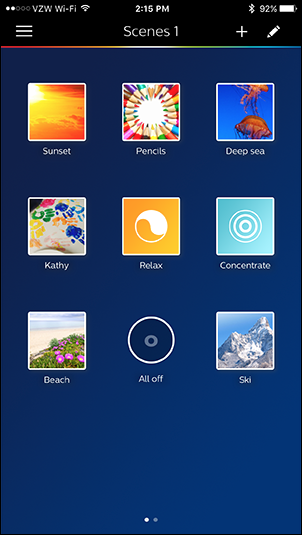 VZW Wi-Fi 2:15 PM 92%
Scenes 1
Sunset Pencils Deep sea
Kathy Relax Concentrate
Beach All off Ski